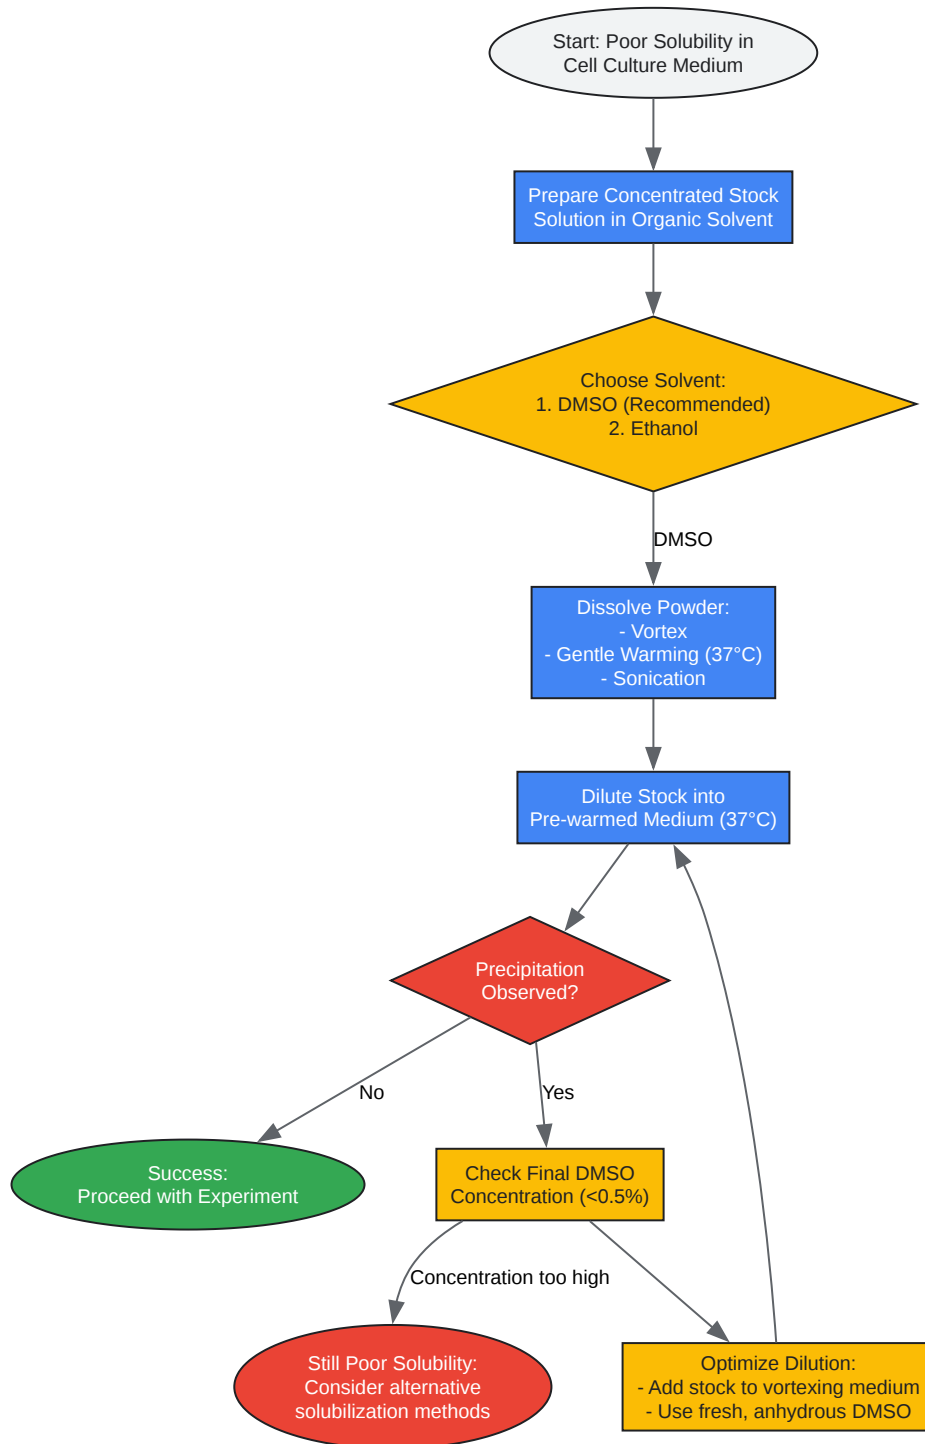 Start: Poor Solubility in
Cell Culture Medium
Prepare Concentrated Stock
Solution in Organic Solvent
Choose Solvent:
1. DMSO (Recommended)
2. Ethanol
DMSO
Dissolve Powder:
- Vortex
- Gentle Warming (37°C)
- Sonication
Dilute Stock into
Pre-warmed Medium (37°C)
Precipitation
Observed?
No
Yes
Success:
Proceed with Experiment
Check Final DMSO
Concentration (<0.5%)
Concentration too high
Still Poor Solubility:
Consider alternative
solubilization methods
Optimize Dilution:
- Add stock to vortexing medium
- Use fresh, anhydrous DMSO